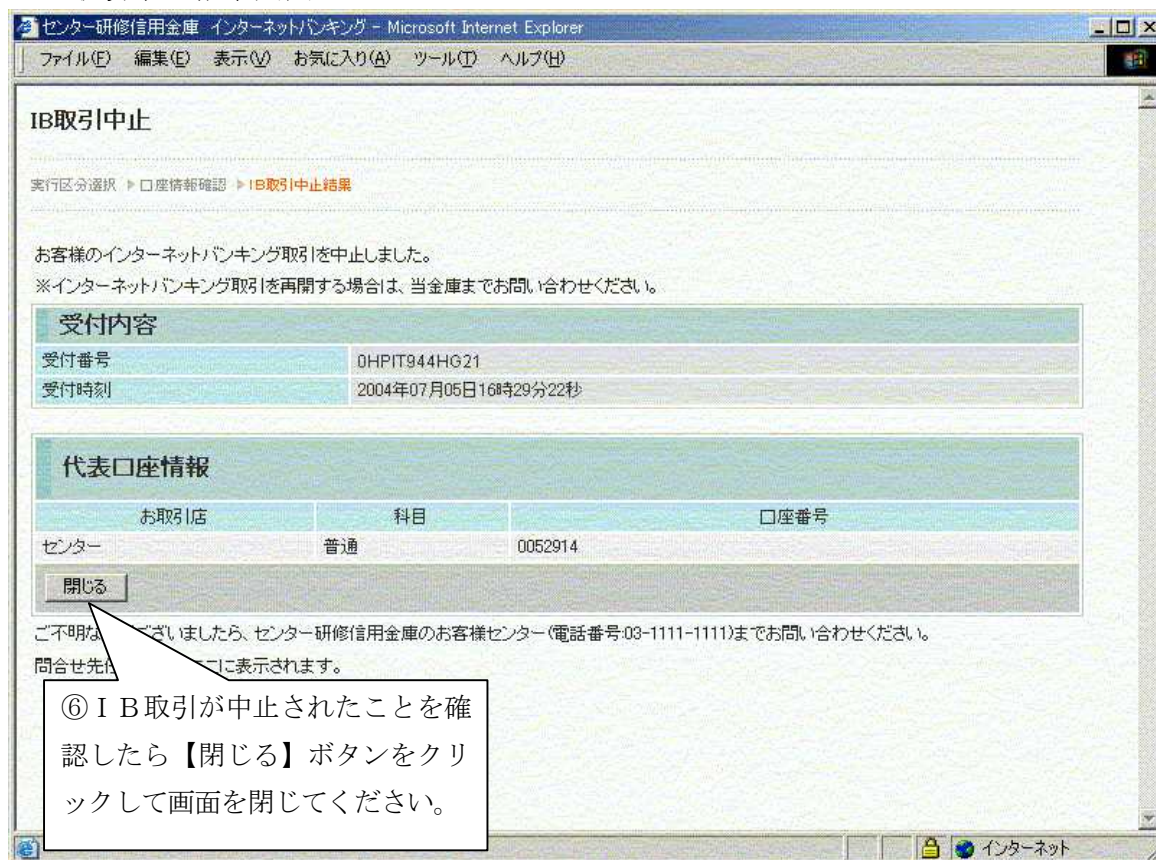 センター研修信用金庫 インターネットバンキング - Microsoft Internet Explorer
ファイル(F) 編集(E) 表示(V) お気に入り(A) ツール(T) ヘルプ(H)
IB取引中止
実行区分選択 ▶口座情報確認 ▶IB取引中止結果
お客様のインターネットバンキング取引を中止しました。
※インターネットバンキング取引を再開する場合は、当金庫までお問い合わせください。
受付内容
受付番号 0HPIT944HG21
受付時刻 2004年07月05日16時29分22秒
代表口座情報
お取引店 科目 口座番号
センター 普通 0052914
閉じる
ご不明な ございましたら、センター研修信用金庫のお客様センター(電話番号:03-1111-1111)までお問い合わせください。
問合せ先 に表示されます。
⑥IB取引が中止されたことを確
認したら【閉じる】ボタンをクリ
ックして画面を閉じてください。
インターネット